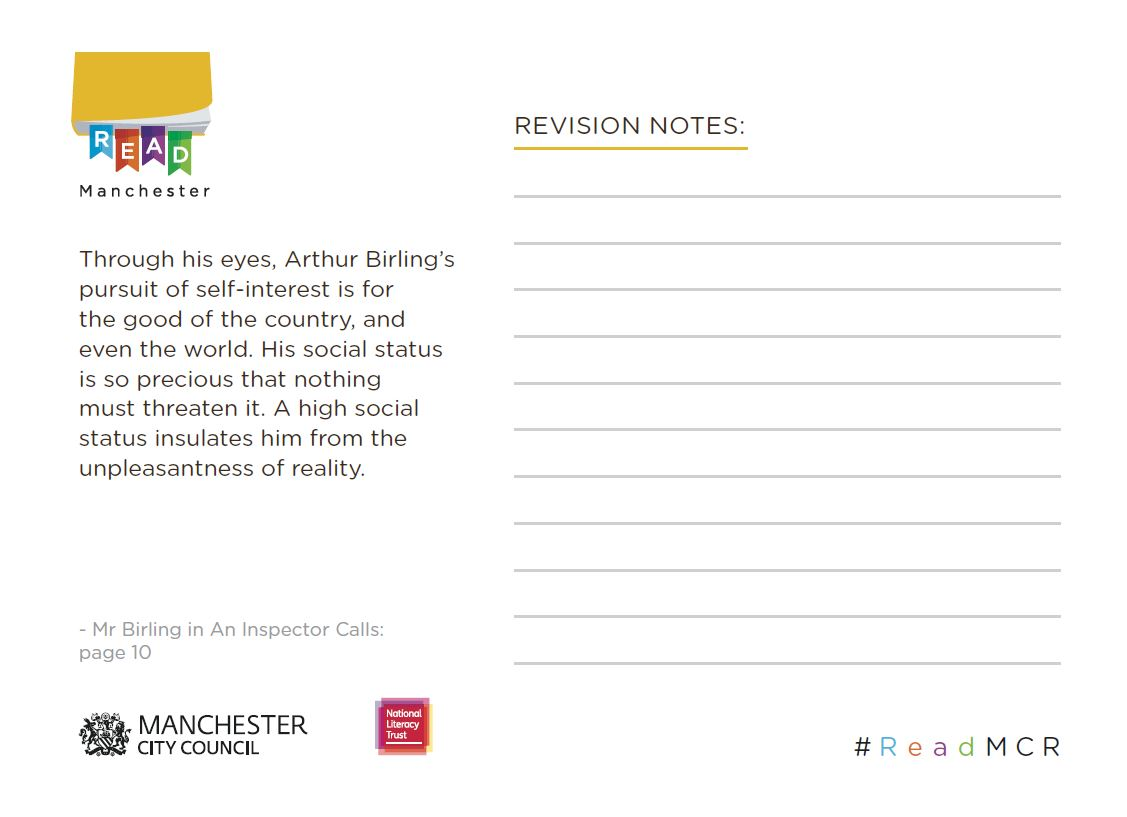 READ
Manchester
Through his eyes, Arthur Birling’s
pursuit of self-interest is for
the good of the country, and
even the world. His social status
is so precious that nothing
must threaten it. A high social
status insulates him from the
unpleasantness of reality.
- Mr Birling in An Inspector Calls:
page 10
MANCHESTER
CITY COUNCIL
National
Literacy
Trust
REVISION NOTES:
#ReadMCR